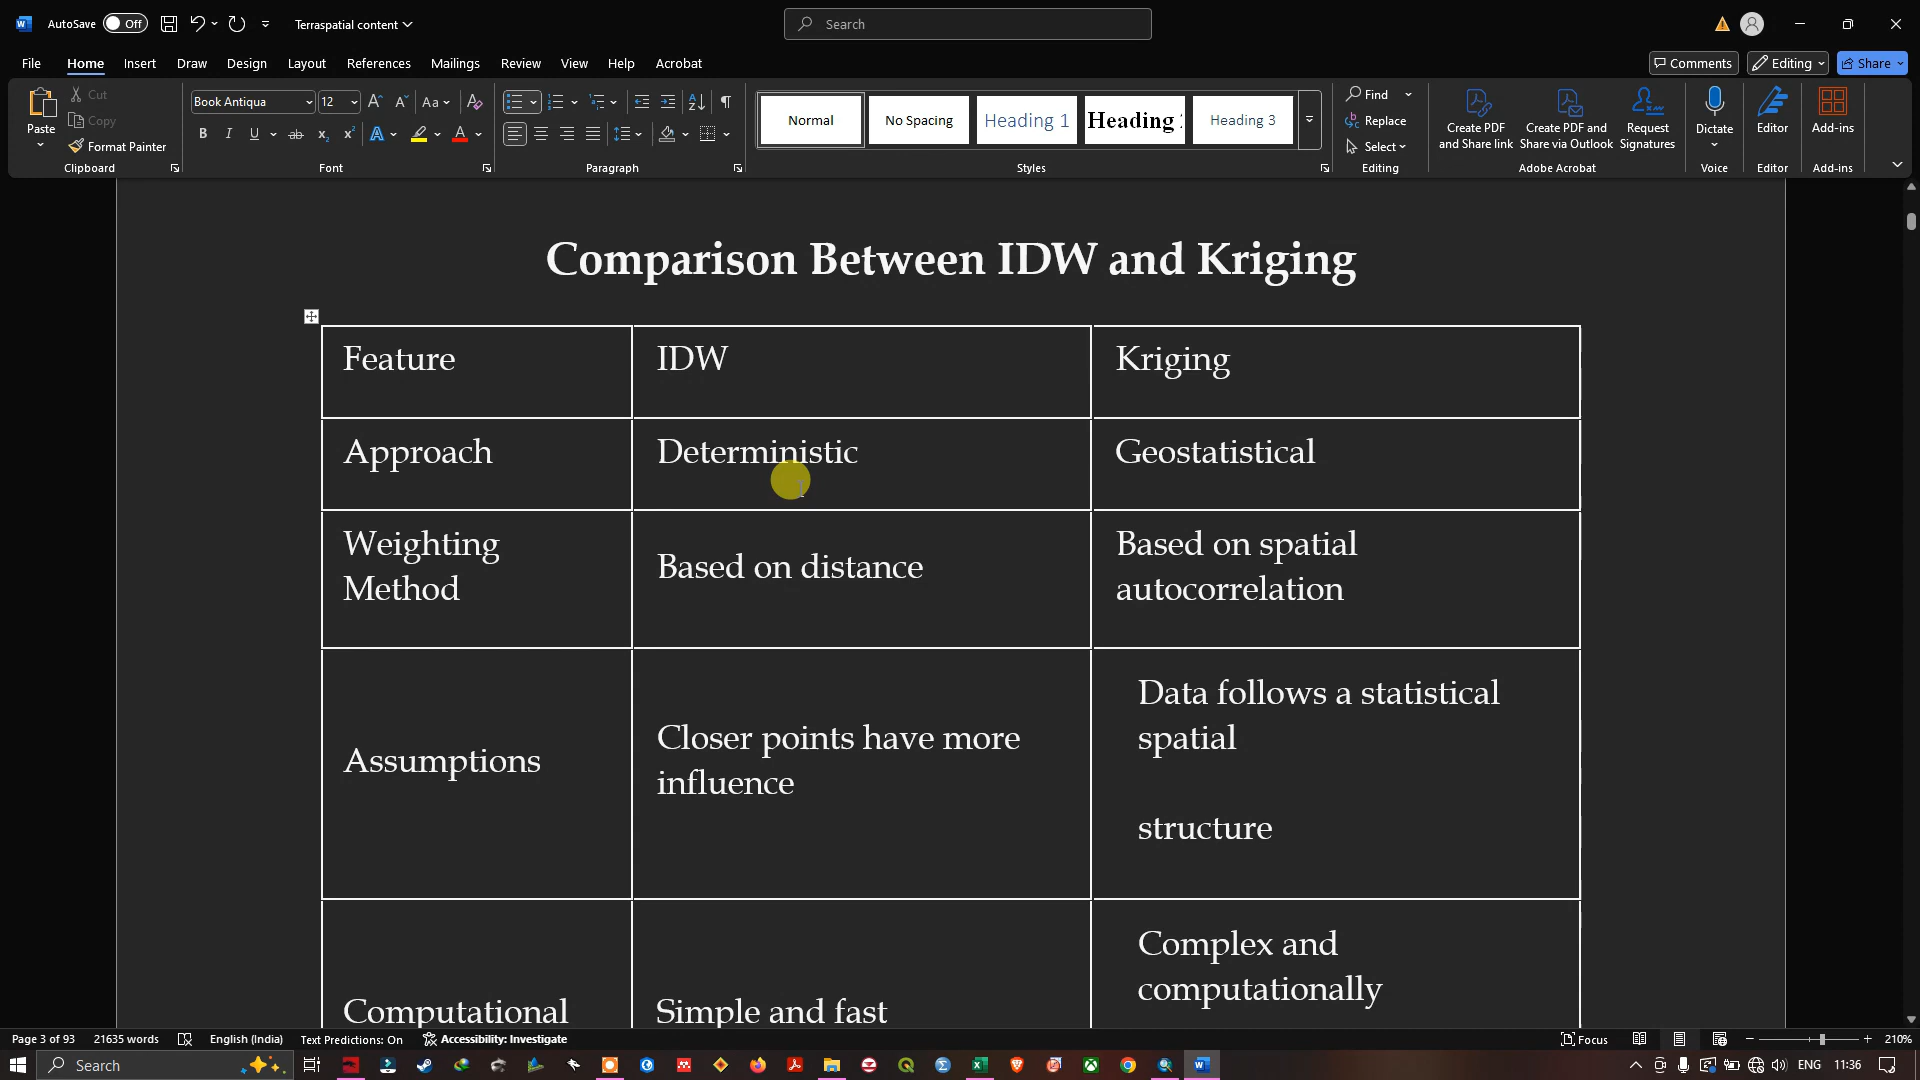 AutoSave Off Terraspatial content Search
File Home Insert Draw Design Layout References Mailings Review View Help Acrobat Comments Editing Share
Paste
Cut
Copy
Format Painter
Clipboard
Book Antiqua 12
Font
Paragraph
Normal No Spacing Heading 1 Heading Heading 3
Styles
Find
Replace
Select
Editing
Create PDF
and Share link
Create PDF and
Share via Outlook
Request
Signatures
Adobe Acrobat
Dictate
Voice
Editor
Editor
Add-ins
Add-ins
Comparison Between IDW and Kriging
Feature IDW Kriging
Approach Deterministic Geostatistical
Weighting
Method
Based on distance
Based on spatial
autocorrelation
Assumptions
Closer points have more
influence
Data follows a statistical
spatial
structure
Computational
Simple and fast
Complex and
computationally
Page 3 of 93 21635 words English (India) Text Predictions: On Accessibility: Investigate Focus 210%
Search ENG 11:36